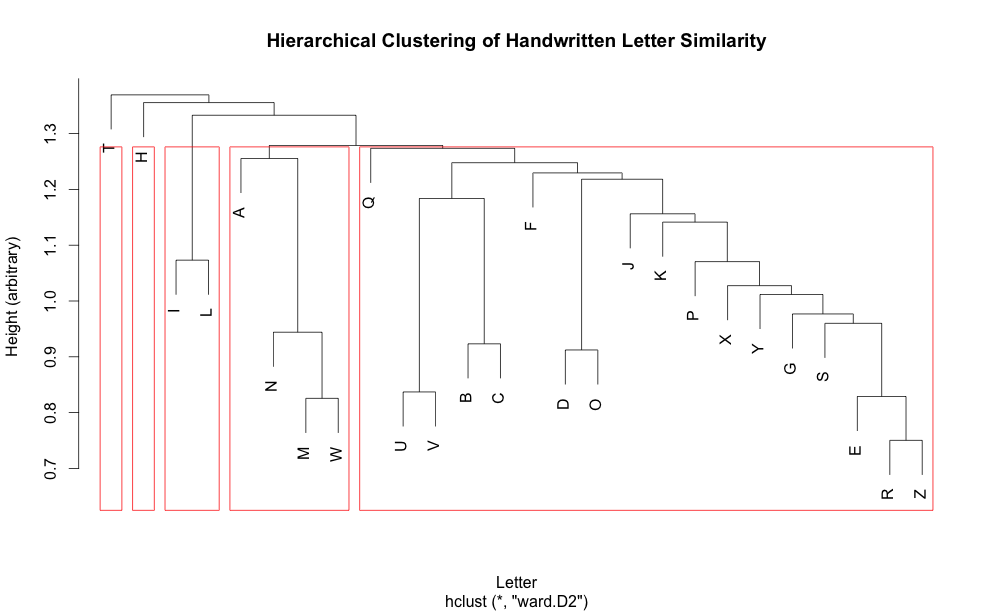 Hierarchical Clustering of Handwritten Letter Similarity
Height (arbitrary)
1.3
1.2
1.1
1.0
0.9
0.8
0.7
T
H
I
L
A
N
M
W
Q
U
V
B
C
F
D
O
J
K
P
X
Y
G
S
E
R
Z
Letter
hclust (*, "ward.D2")